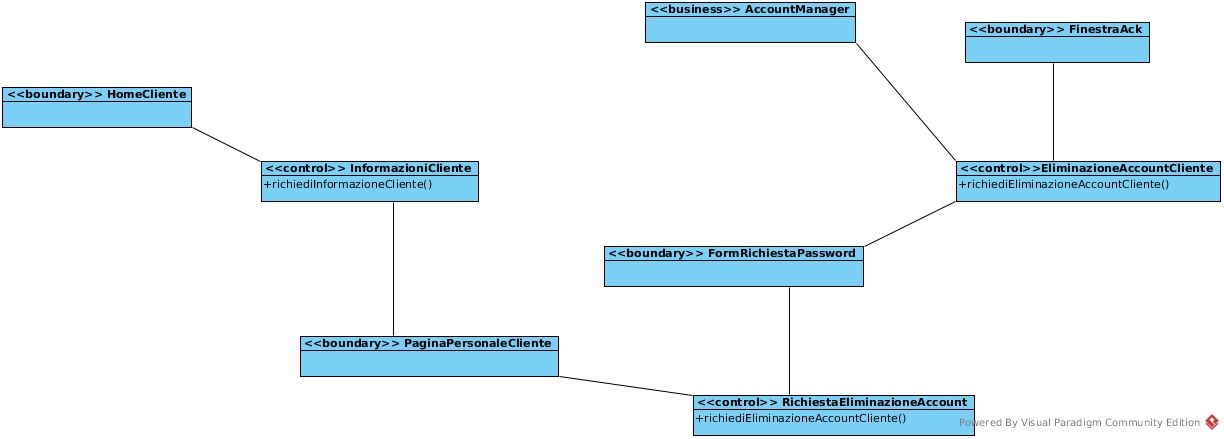 <<business>> AccountManager
<<boundary>> FinestraAck
<<boundary>> HomeCliente
<<control>> InformazioniCliente
+richiediInformazioneCliente()
<<control>>EliminazioneAccountCliente
+richiediEliminazioneAccountCliente()
<<boundary>> FormRichiestaPassword
<<boundary>> PaginaPersonaleCliente
<<control>> RichiestaEliminazioneAccount
+richiediEliminazioneAccountCliente()
Powered By Visual Paradigm Community Edition